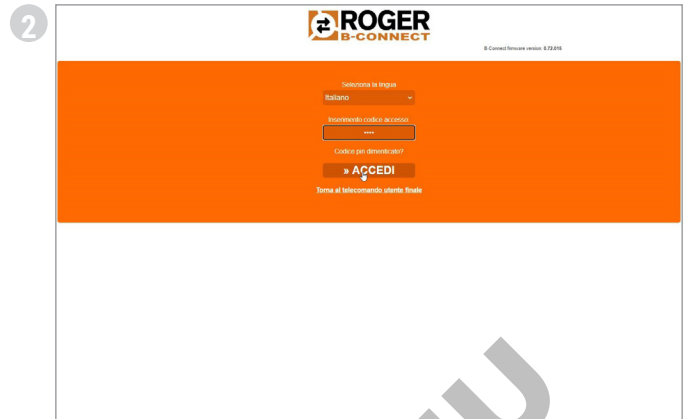 2
ROGER
B-CONNECT
B-Connect firmware version: 0.73.015
Seleziona la lingua
Italiano
Inserimento codice accesso:
••••
Codice pin dimenticato?
» ACCEDI
Torna al telecomando utente finale